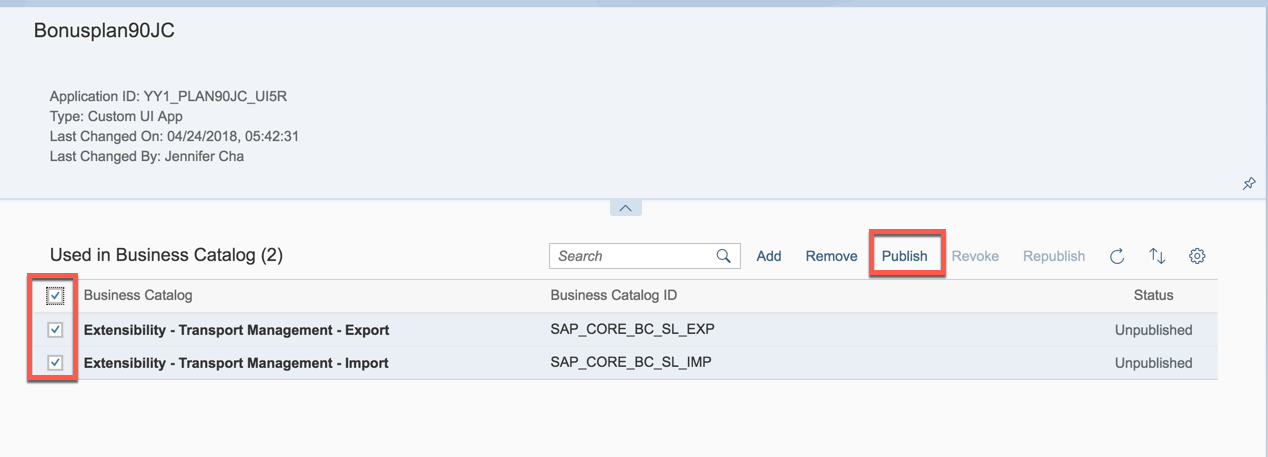 Bonusplan90JC
Application ID: YY1_PLAN90JC_UI5R
Type: Custom UI App
Last Changed On: 04/24/2018, 05:42:31
Last Changed By: Jennifer Cha
Used in Business Catalog (2) Search Add Remove Publish Revoke Republish
Business Catalog Business Catalog ID Status
Extensibility - Transport Management - Export SAP_CORE_BC_SL_EXP Unpublished
Extensibility - Transport Management - Import SAP_CORE_BC_SL_IMP Unpublished